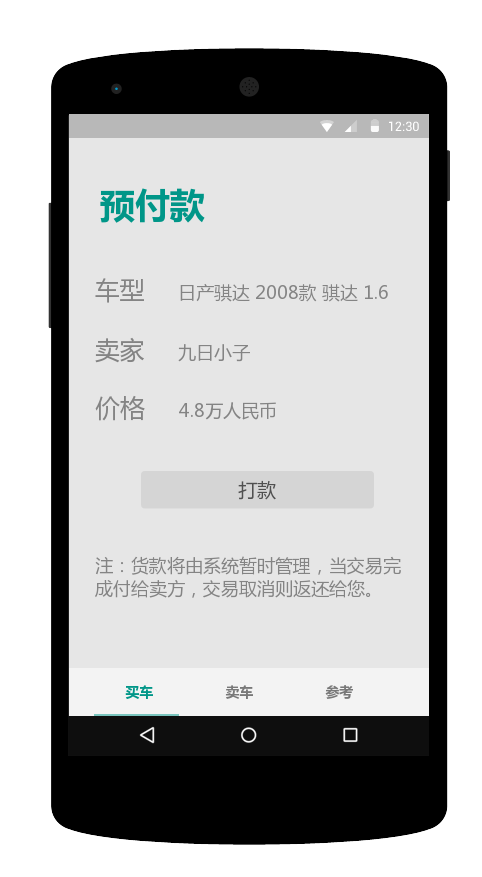 12:30
预付款
车型 日产骐达 2008款 骐达 1.6
卖家 九日小子
价格 4.8万人民币
打款
注：货款将由系统暂时管理，当交易完
成付给卖方，交易取消则返还给您。
买车 卖车 参考